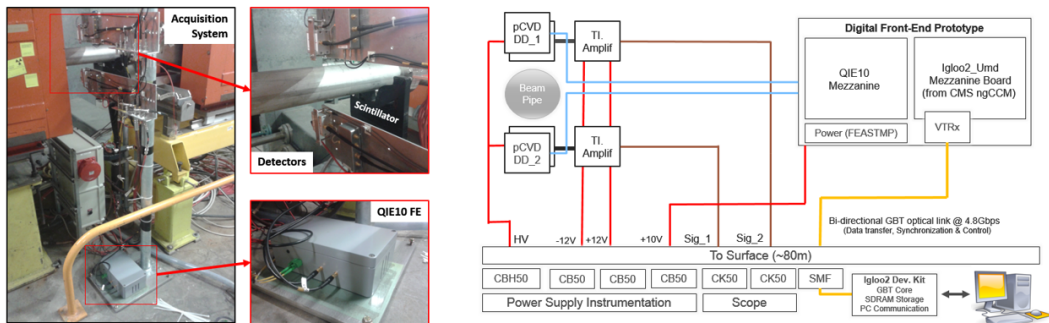 Acquisition
System
Scintillator
Detectors
QIE10 FE
pCVD
DD_1
TI.
Amplif
Beam
Pipe
pCVD
DD_2
TI.
Amplif
Digital Front-End Prototype
QIE10
Mezzanine
Igloo2_Umd
Mezzanine Board
(from CMS ngCCM)
Power (FEASTMP)
VTRx
Bi-directional GBT optical link @ 4.8Gbps
(Data transfer, Synchronization & Control)
HV
-12V
+12V
+10V
Sig_1
Sig_2
To Surface (~80m)
CBH50
CB50
CB50
CB50
CK50
CK50
SMF
Power Supply Instrumentation
Scope
Igloo2 Dev. Kit
GBT Core
SDRAM Storage
PC Communication